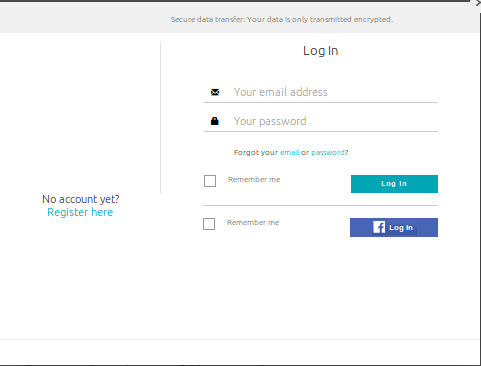 Secure data transfer: Your data is only transmitted encrypted.
Log In
Your email address
Your password
Forgot your email or password?
Remember me
Log In
No account yet?
Register here
Remember me
f Log In